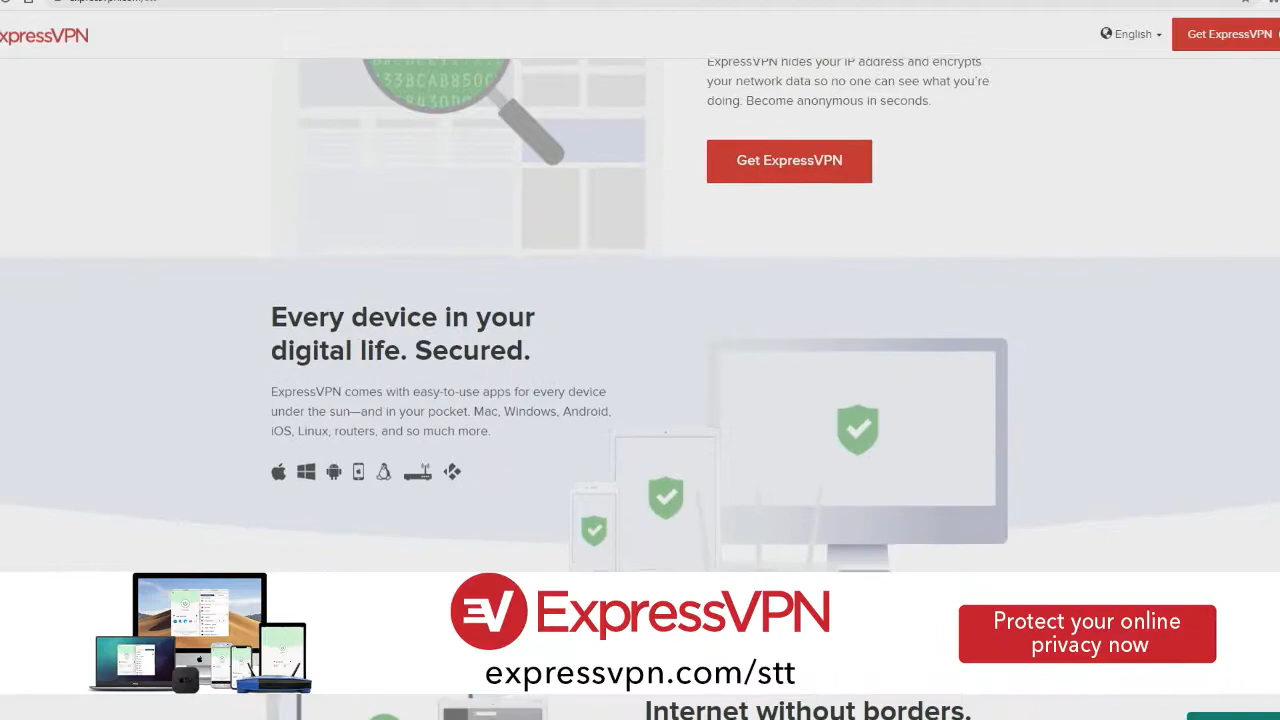 xpressVPN
English
Get ExpressVPN
ExpressVPN hides your IP address and encrypts
your network data so no one can see what you're
doing. Become anonymous in seconds.
Get ExpressVPN
Every device in your
digital life. Secured.
ExpressVPN comes with easy-to-use apps for every device
under the sun—and in your pocket. Mac, Windows, Android,
iOS, Linux, routers, and so much more.
ExpressVPN
expressvpn.com/stt
Protect your online
privacy now
Internet without borders.